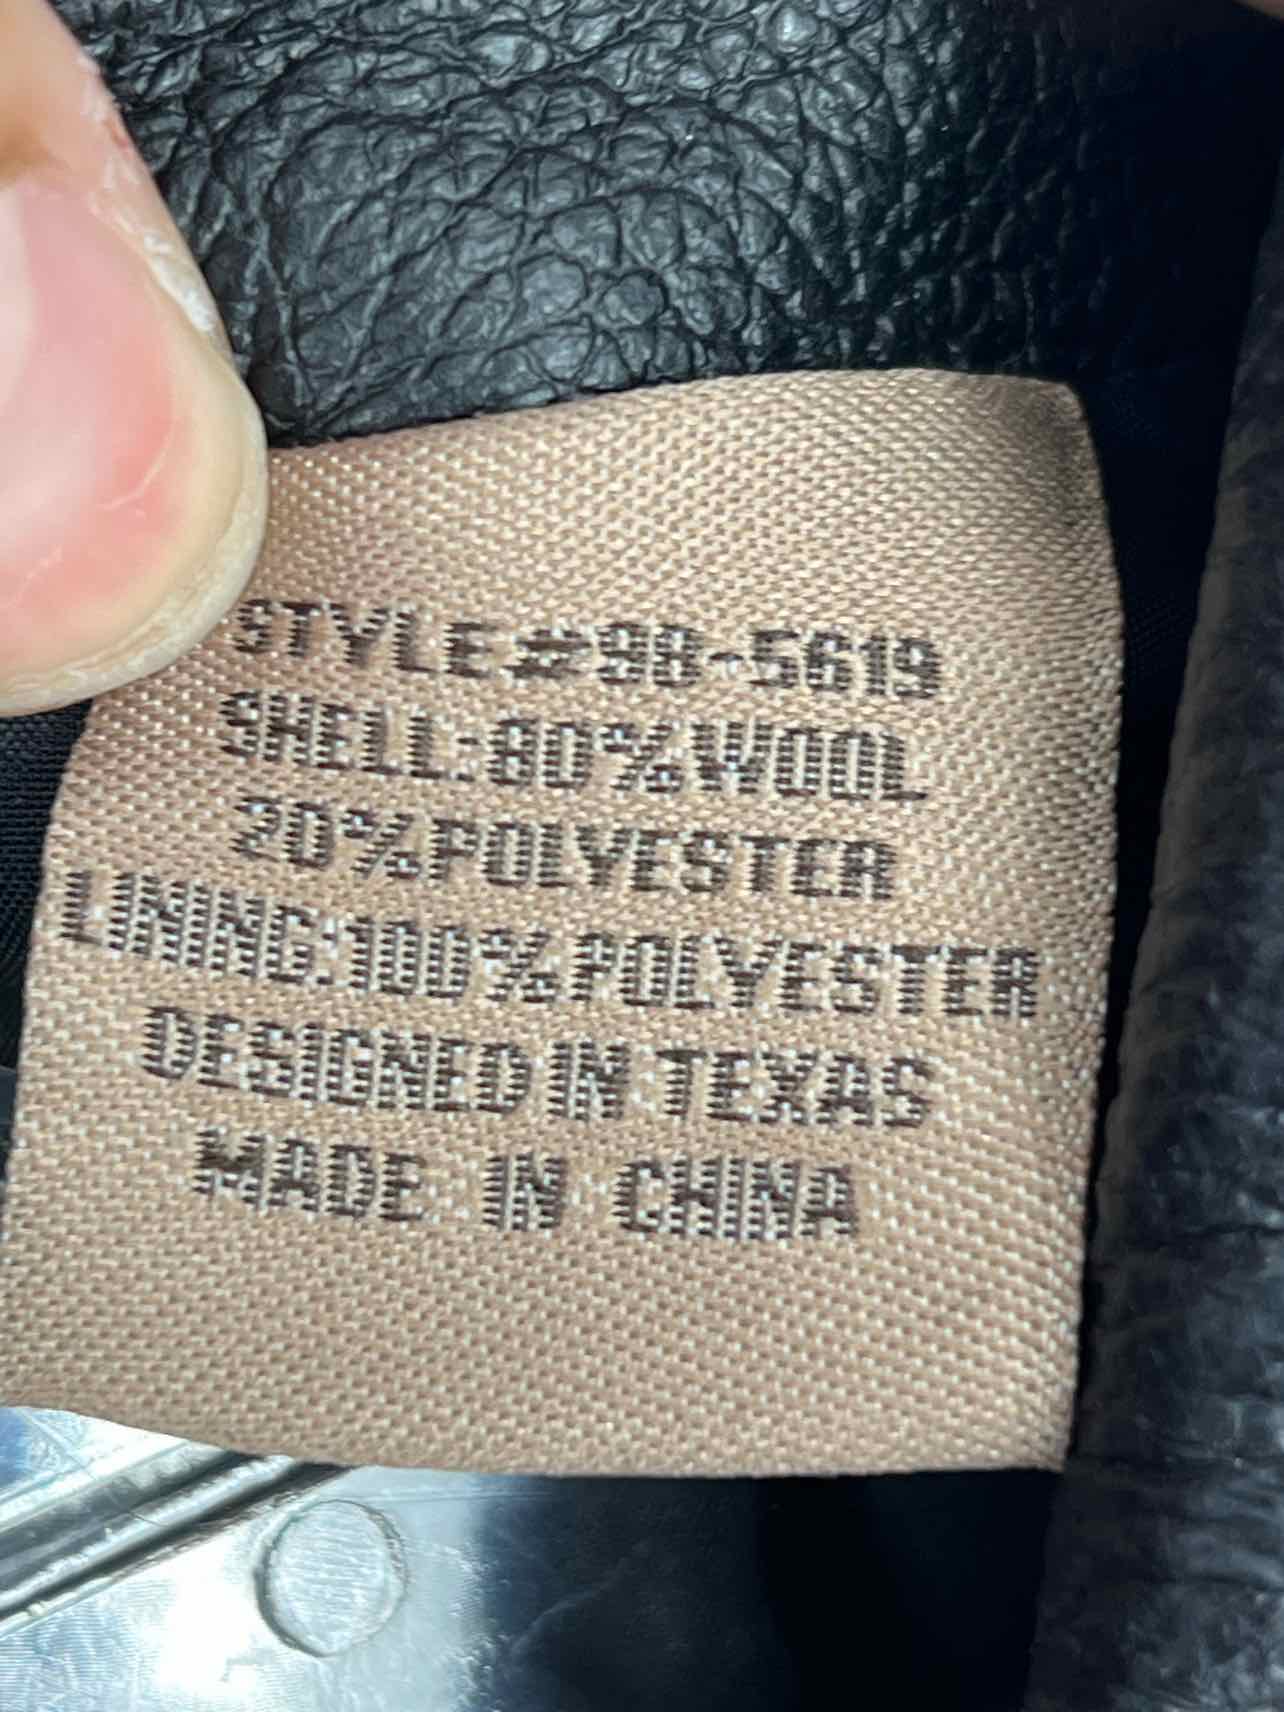 STYLE#98-5619
SHELL:80%WOOL
20%POLYESTER
LINING:100%POLYESTER
DESIGNED IN TEXAS
MADE IN CHINA